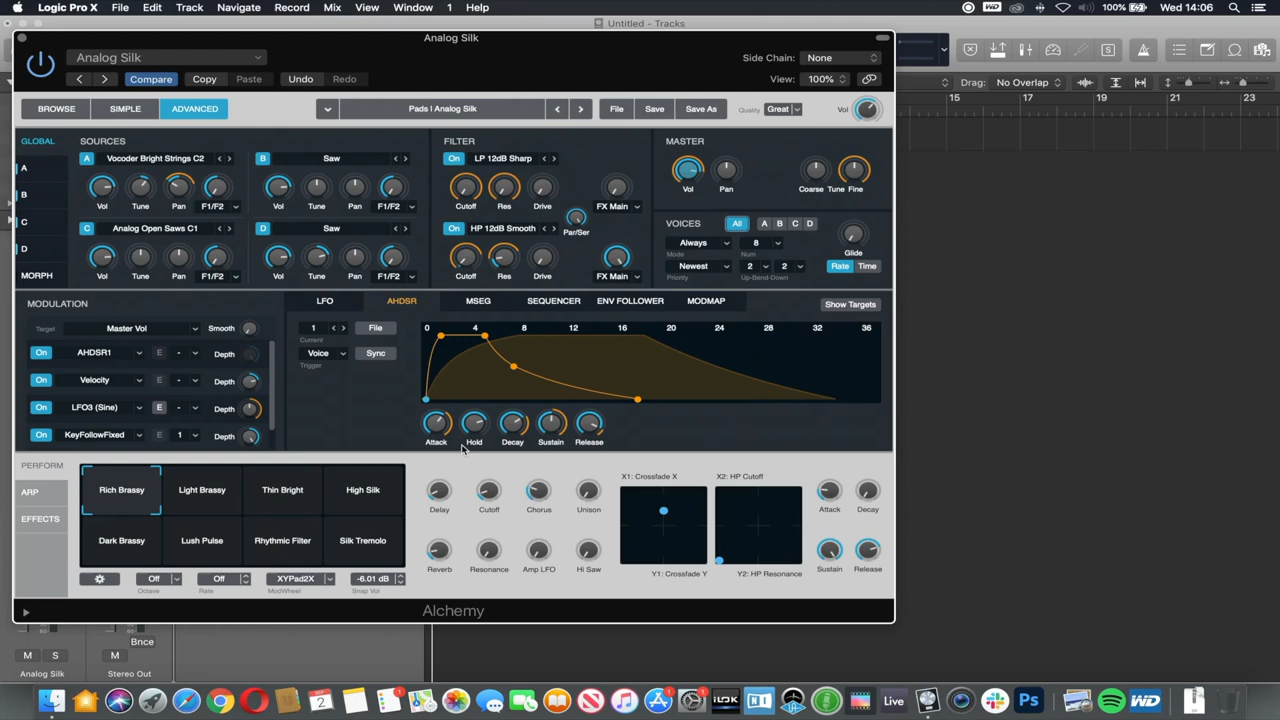 Logic Pro X File Edit Track Navigate Record Mix View Window 1 Help 100% Wed 14:06
Untitled - Tracks
Analog Silk
Analog Silk Side Chain: None
Compare Copy Paste Undo Redo View: 100%
Drag: No Overlap
15 17 19 21 23
BROWSE SIMPLE ADVANCED Pads | Analog Silk File Save Save As Quality Great Vol
GLOBAL SOURCES FILTER MASTER
A Vocoder Bright Strings C2 B Saw On LP 12dB Sharp
A
B
C
D
MORPH
Vol Tune Pan F1/F2 Vol Tune Pan F1/F2 Cutoff Res Drive FX Main Vol Pan Coarse Tune Fine
C Analog Open Saws C1 D Saw On HP 12dB Smooth Par/Ser
VOICES All A B C D
Always 8 Glide
Mode Num
Newest 2 2 Rate Time
Priority Up-Bend-Down
Vol Tune Pan F1/F2 Vol Tune Pan F1/F2 Cutoff Res Drive FX Main
MODULATION LFO AHDSR MSEG SEQUENCER ENV FOLLOWER MODMAP Show Targets
Target Master Vol Smooth 1 File 0 4 8 12 16 20 24 28 32 36
Current
On AHDSR1 E - Depth Voice Sync
Trigger
On Velocity E - Depth
On LFO3 (Sine) E - Depth
On KeyFollowFixed E 1 Depth
Attack Hold Decay Sustain Release
PERFORM
ARP
EFFECTS
Rich Brassy Light Brassy Thin Bright High Silk
Dark Brassy Lush Pulse Rhythmic Filter Silk Tremolo
Off Off XYPad2X -6.01 dB
Octave Rate ModWheel Snap Vol
Delay Cutoff Chorus Unison
Reverb Resonance Amp LFO Hi Saw
X1: Crossfade X X2: HP Cutoff
Y1: Crossfade Y Y2: HP Resonance
Attack Decay
Sustain Release
Alchemy
Bnce
M S M
Analog Silk Stereo Out
SEP
2
1
1
1
iLOK
Live
Ps
WD